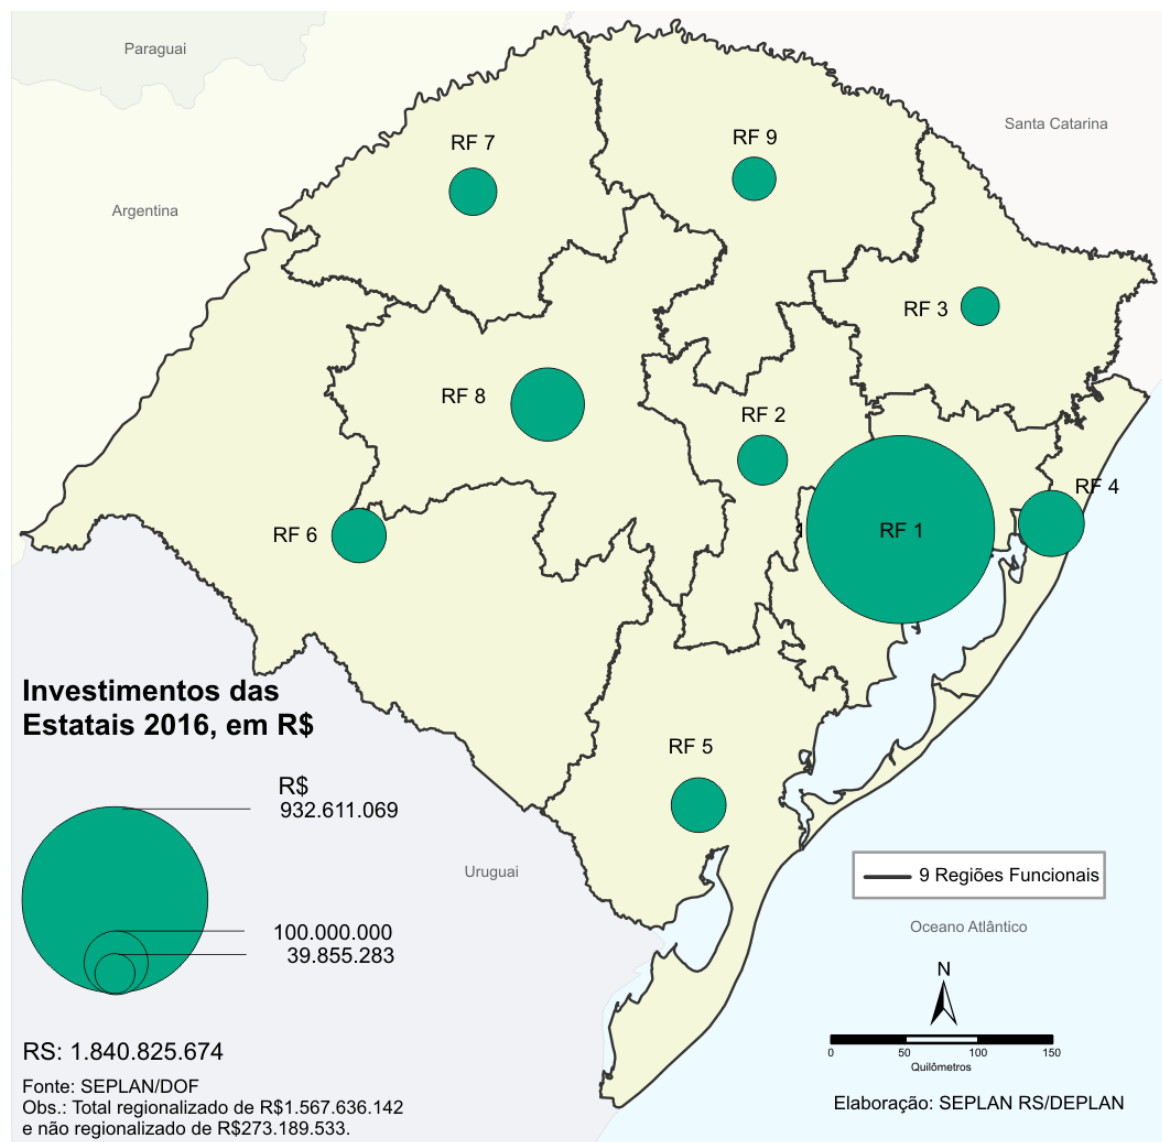 Paraguai
Santa Catarina
RF 9
RF 7
Argentina
RF 3
RF 8
RF 2
RF 4
RF 6
RF 1
Investimentos das
Estatais 2016, em R$
RF 5
R$
932.611.069
Uruguai
9 Regiões Funcionais
Oceano Atlântico
100.000.000
39.855.283
N
0 50 100 150
Quilômetros
RS: 1.840.825.674
Fonte: SEPLAN/DOF
Obs.: Total regionalizado de R$1.567.636.142
e não regionalizado de R$273.189.533.
Elaboração: SEPLAN RS/DEPLAN